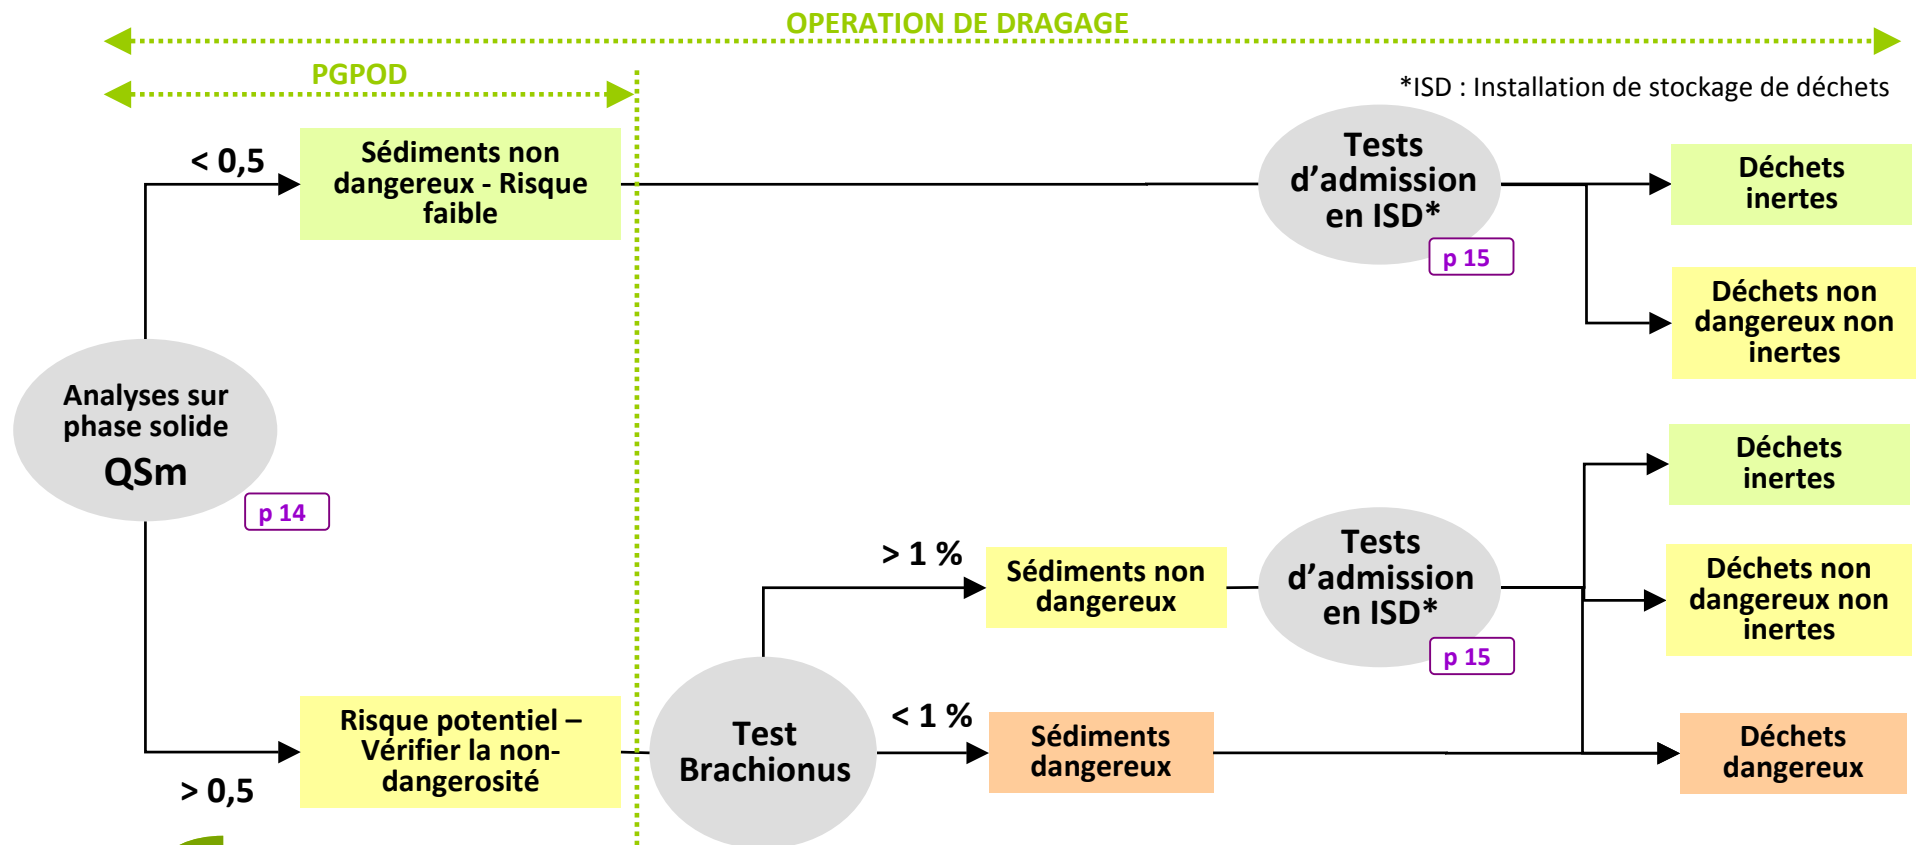 OPERATION DE DRAGAGE
PGPOD
*ISD : Installation de stockage de déchets
< 0,5
Sédiments non
dangereux - Risque
faible
Tests
d’admission
en ISD*
p 15
Déchets
inertes
Déchets non
dangereux non
inertes
Analyses sur
phase solide
QSm
p 14
Déchets
inertes
> 1 %
Sédiments non
dangereux
Tests
d’admission
en ISD*
p 15
Déchets non
dangereux non
inertes
> 0,5
Risque potentiel –
Vérifier la non-
dangerosité
Test
Brachionus
< 1 %
Sédiments
dangereux
Déchets
dangereux